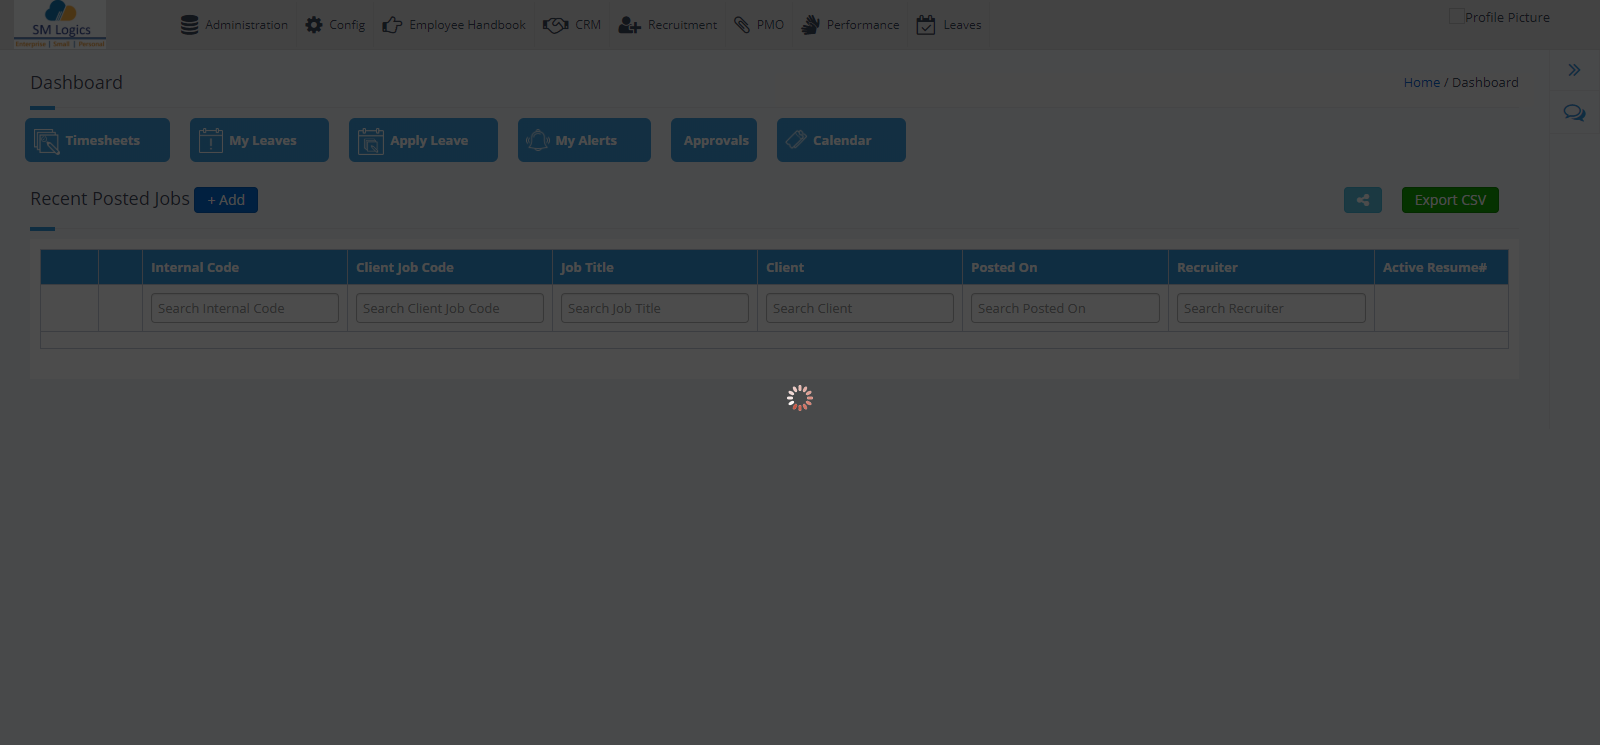 SM Logics
Enterprise | Small | Personal
Administration
Config
Employee Handbook
CRM
Recruitment
PMO
Performance
Leaves
Profile Picture
Dashboard
Home / Dashboard
Timesheets
My Leaves
Apply Leave
My Alerts
Approvals
Calendar
Recent Posted Jobs
+ Add
Export CSV
Internal Code
Client Job Code
Job Title
Client
Posted On
Recruiter
Active Resume#
Search Internal Code
Search Client Job Code
Search Job Title
Search Client
Search Posted On
Search Recruiter